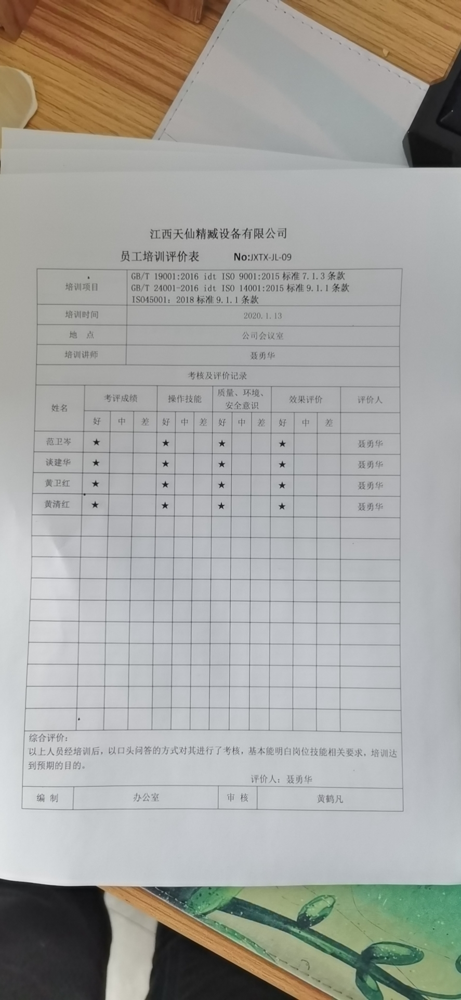 江西天仙精臧设备有限公司
员工培训评价表 No:JXTX-JL-09
培训项目
GB/T 19001:2016 idt ISO 9001:2015 标准 7.1.3 条款
GB/T 24001-2016 idt ISO 14001:2015 标准 9.1.1 条款
ISO45001: 2018 标准 9.1.1 条款
培训时间 2020.1.13
地 点 公司会议室
培训讲师 聂勇华
考核及评价记录
姓名 考评成绩 操作技能 质量、环境、安全意识 效果评价 评价人
好 中 差 好 中 差 好 中 差 好 中 差
范卫岑 ★ ★ ★ ★ 聂勇华
谈建华 ★ ★ ★ ★ 聂勇华
黄卫红 ★ ★ ★ ★ 聂勇华
黄清红 ★ ★ ★ ★ 聂勇华
综合评价:
以上人员经培训后，以口头问答的方式对其进行了考核，基本能明白岗位技能相关要求，培训达
到预期的目的。
评价人: 聂勇华
编 制 办公室 审 核 黄鹤凡